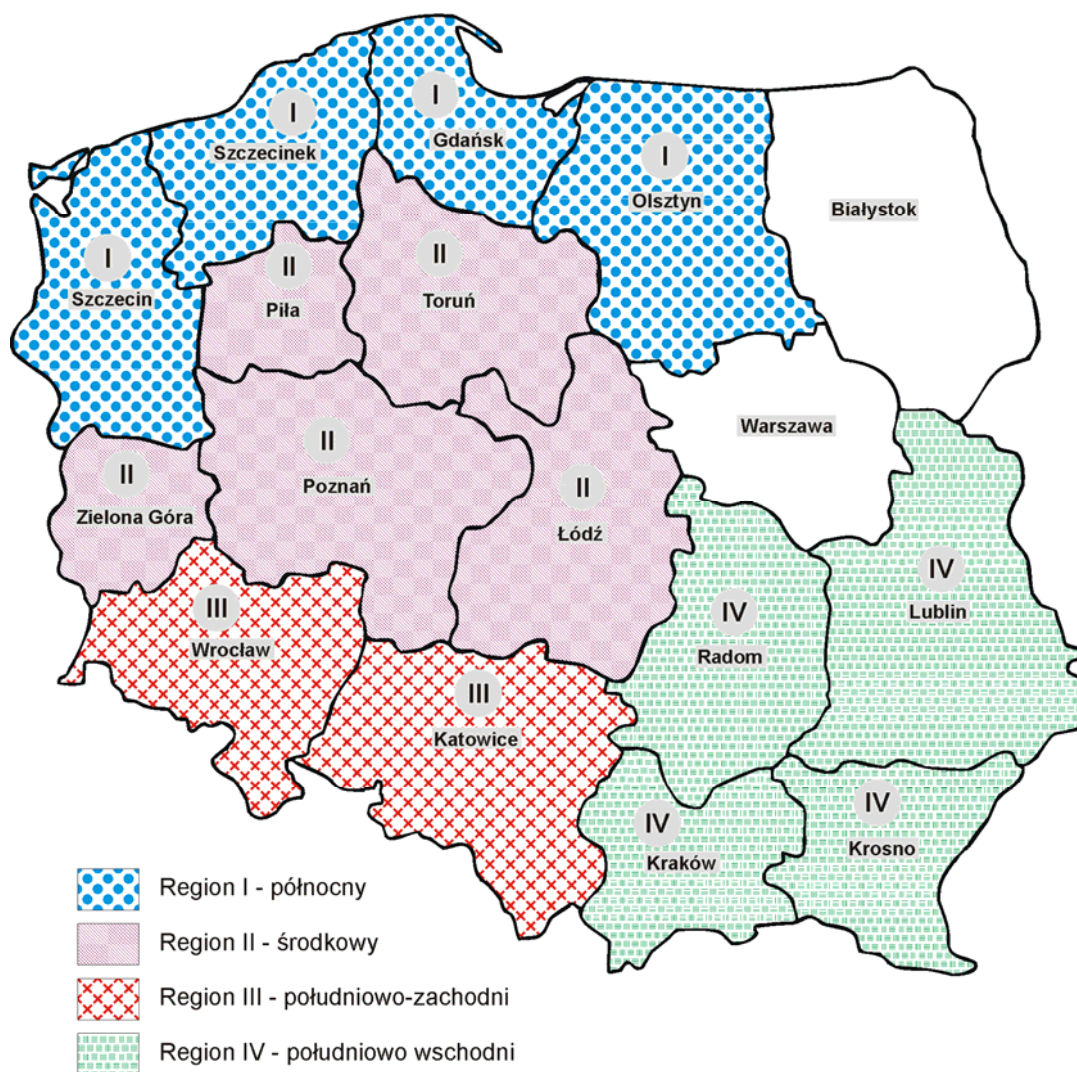 I
Szczecinek
I
Gdańsk
I
Olsztyn
Białystok
I
Szczecin
II
Piła
II
Toruń
Warszawa
II
Zielona Góra
II
Poznań
II
Łódź
III
Wrocław
IV
Radom
IV
Lublin
III
Katowice
IV
Kraków
IV
Krosno
Region I - północny
Region II - środkowy
Region III - południowo-zachodni
Region IV - południowo wschodni